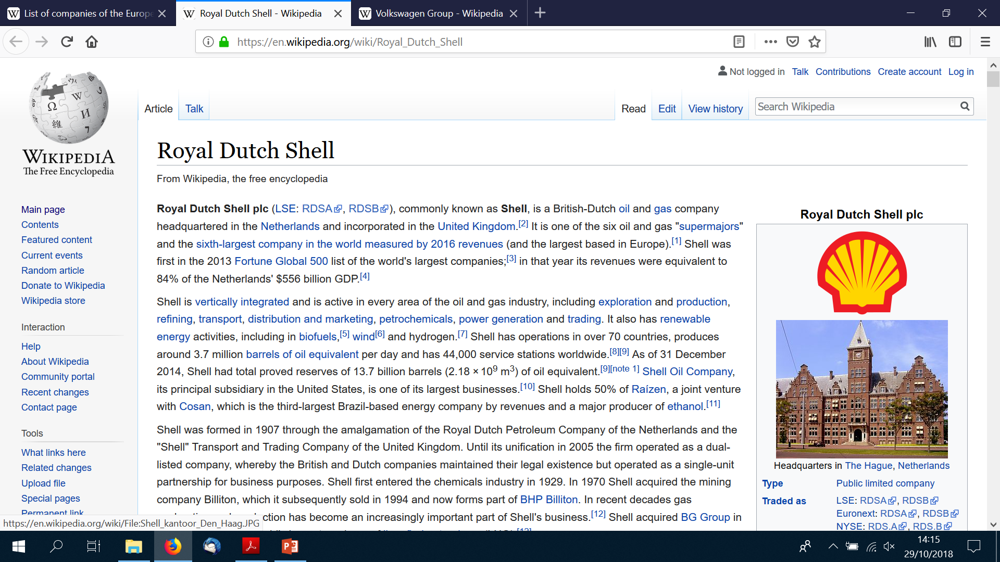 List of companies of the Europe
Royal Dutch Shell - Wikipedia
Volkswagen Group - Wikipedia
https://en.wikipedia.org/wiki/Royal_Dutch_Shell
Not logged in Talk Contributions Create account Log in
Article Talk Read Edit View history Search Wikipedia
WIKIPEDIA
The Free Encyclopedia
Main page
Contents
Featured content
Current events
Random article
Donate to Wikipedia
Wikipedia store
Interaction
Help
About Wikipedia
Community portal
Recent changes
Contact page
Tools
What links here
Related changes
Upload file
Special pages
Permanent link
Royal Dutch Shell
From Wikipedia, the free encyclopedia
Royal Dutch Shell plc (LSE: RDSA, RDSB), commonly known as Shell, is a British-Dutch oil and gas company
headquartered in the Netherlands and incorporated in the United Kingdom.[2] It is one of the six oil and gas "supermajors"
and the sixth-largest company in the world measured by 2016 revenues (and the largest based in Europe).[1] Shell was
first in the 2013 Fortune Global 500 list of the world's largest companies;[3] in that year its revenues were equivalent to
84% of the Netherlands' $556 billion GDP.[4]
Shell is vertically integrated and is active in every area of the oil and gas industry, including exploration and production,
refining, transport, distribution and marketing, petrochemicals, power generation and trading. It also has renewable
energy activities, including in biofuels,[5] wind[6] and hydrogen.[7] Shell has operations in over 70 countries, produces
around 3.7 million barrels of oil equivalent per day and has 44,000 service stations worldwide.[8][9] As of 31 December
2014, Shell had total proved reserves of 13.7 billion barrels (2.18 × 10⁹ m³) of oil equivalent.[9][note 1] Shell Oil Company,
its principal subsidiary in the United States, is one of its largest businesses.[10] Shell holds 50% of Raízen, a joint venture
with Cosan, which is the third-largest Brazil-based energy company by revenues and a major producer of ethanol.[11]
Shell was formed in 1907 through the amalgamation of the Royal Dutch Petroleum Company of the Netherlands and the
"Shell" Transport and Trading Company of the United Kingdom. Until its unification in 2005 the firm operated as a dual-
listed company, whereby the British and Dutch companies maintained their legal existence but operated as a single-unit
partnership for business purposes. Shell first entered the chemicals industry in 1929. In 1970 Shell acquired the mining
company Billiton, which it subsequently sold in 1994 and now forms part of BHP Billiton. In recent decades gas
ction has become an increasingly important part of Shell's business.[12] Shell acquired BG Group in
Royal Dutch Shell plc
Headquarters in The Hague, Netherlands
Type Public limited company
Traded as LSE: RDSA, RDSB
Euronext: RDSA, RDSB
NYSE: RDS.A, RDS.B
https://en.wikipedia.org/wiki/File:Shell_kantoor_Den_Haag.JPG
14:15
29/10/2018